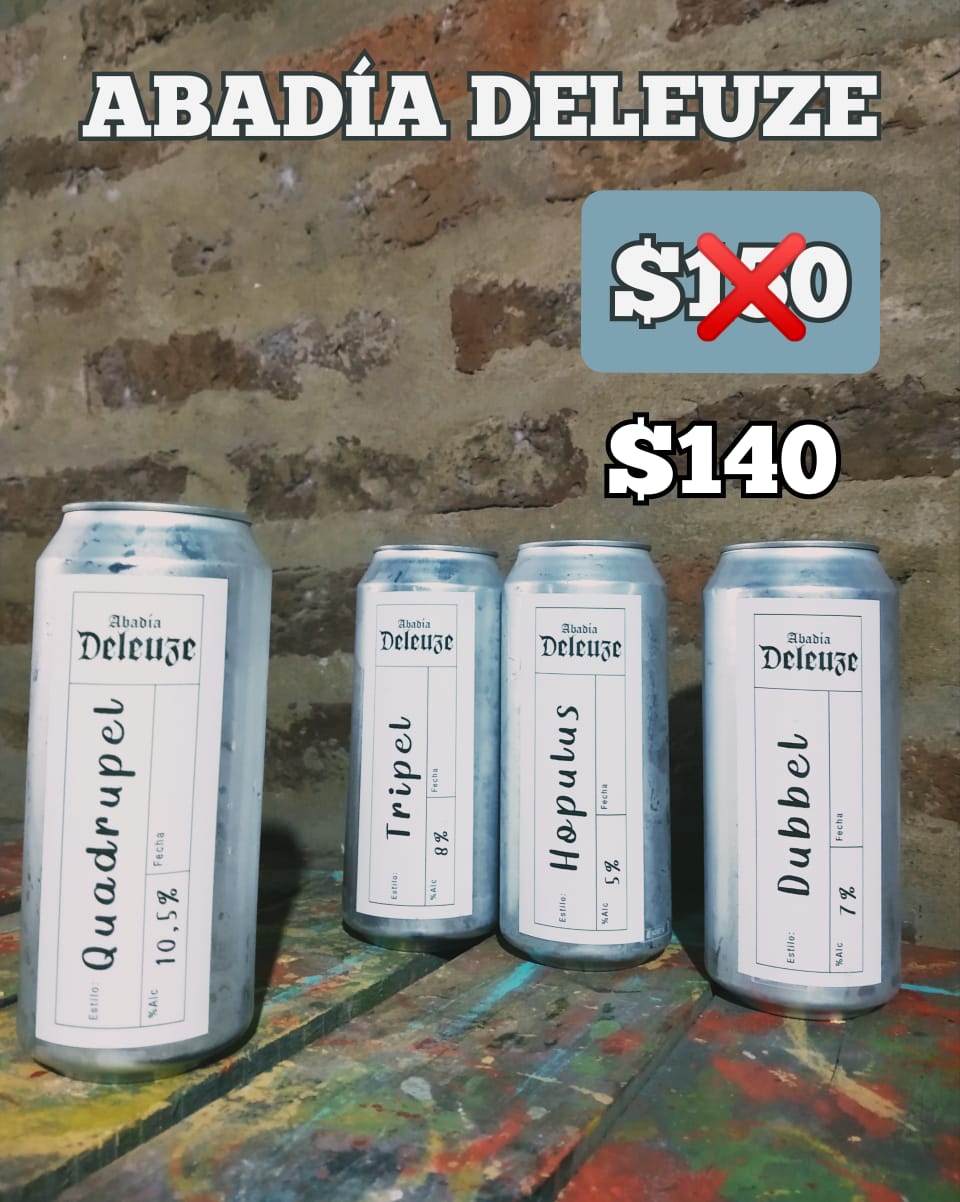 ABADÍA DELEUZE
$150
$140
Abadía
Deleuze
Estilo:
Quadrupel
%Alc
10,5%
Fecha
Abadía
Deleuze
Estilo:
Tripel
%Alc
8%
Fecha
Abadía
Deleuze
Estilo:
Hopulus
%Alc
5%
Fecha
Abadía
Deleuze
Estilo:
Dubbel
%Alc
7%
Fecha